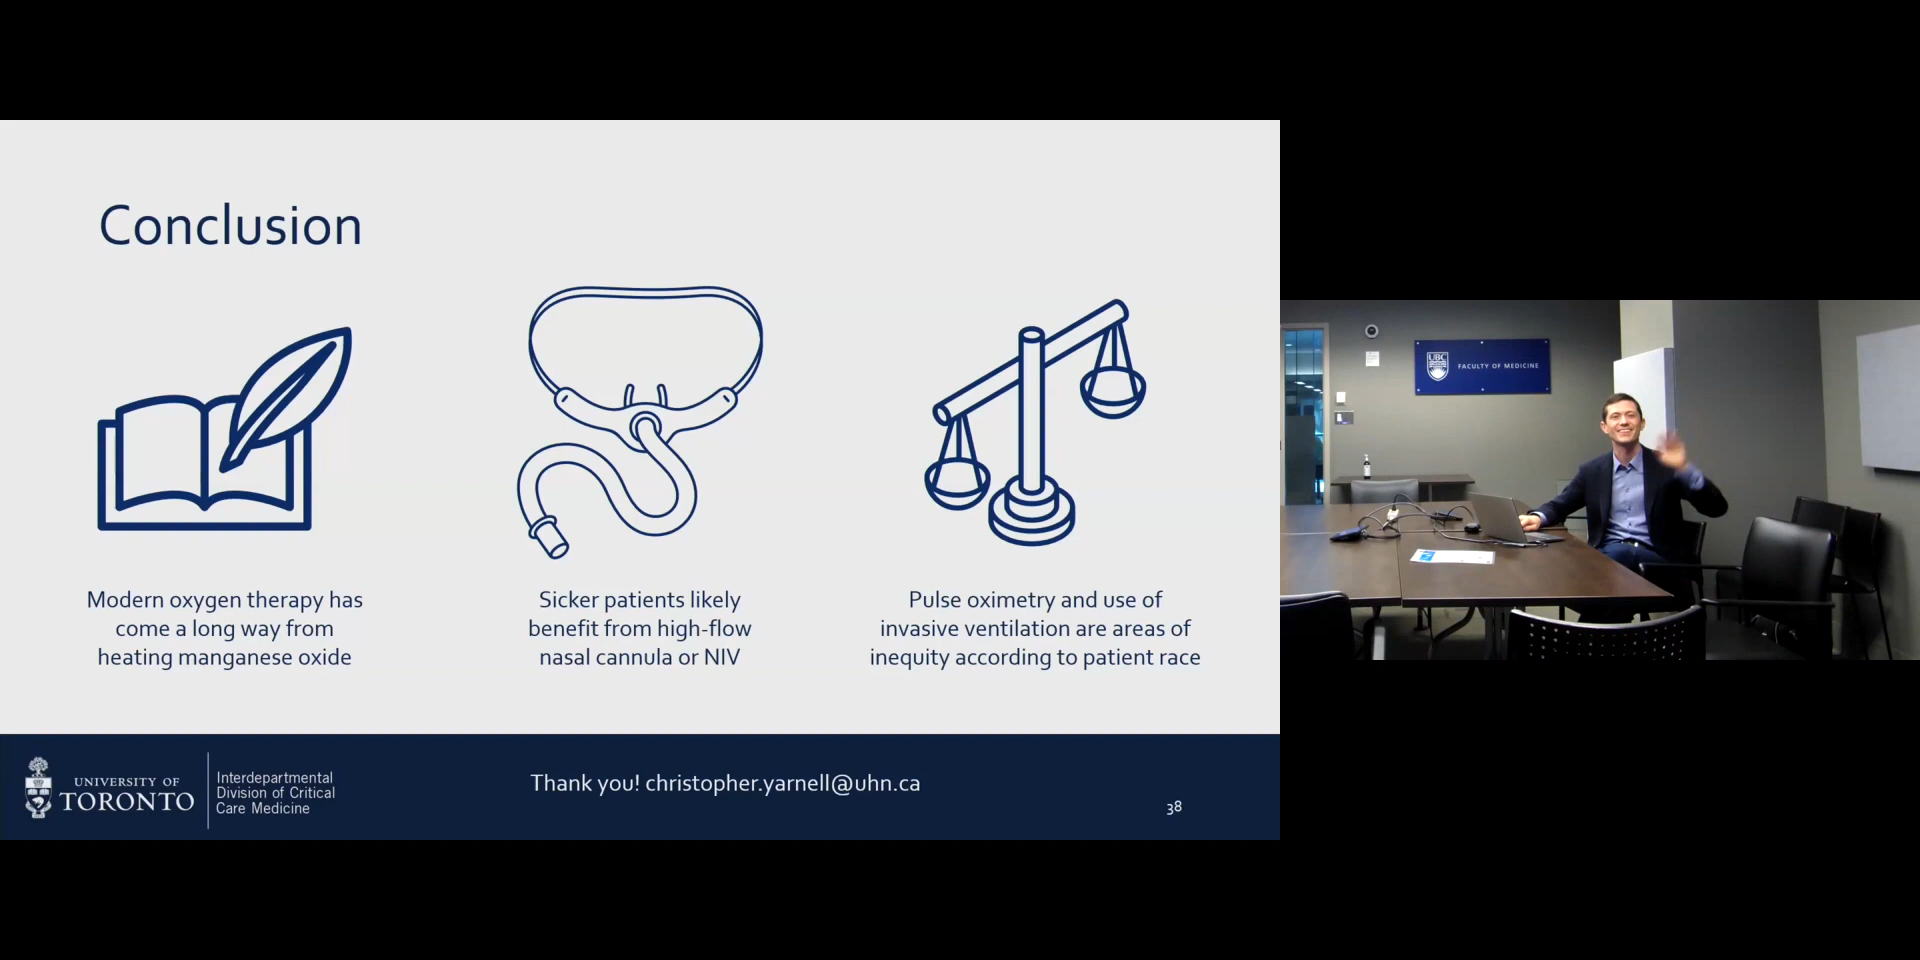 Conclusion
Modern oxygen therapy has
come a long way from
heating manganese oxide
Sicker patients likely
benefit from high-flow
nasal cannula or NIV
Pulse oximetry and use of
invasive ventilation are areas of
inequity according to patient race
UNIVERSITY OF
TORONTO
Interdepartmental
Division of Critical
Care Medicine
Thank you! christopher.yarnell@uhn.ca
38
UBC
FACULTY OF MEDICINE